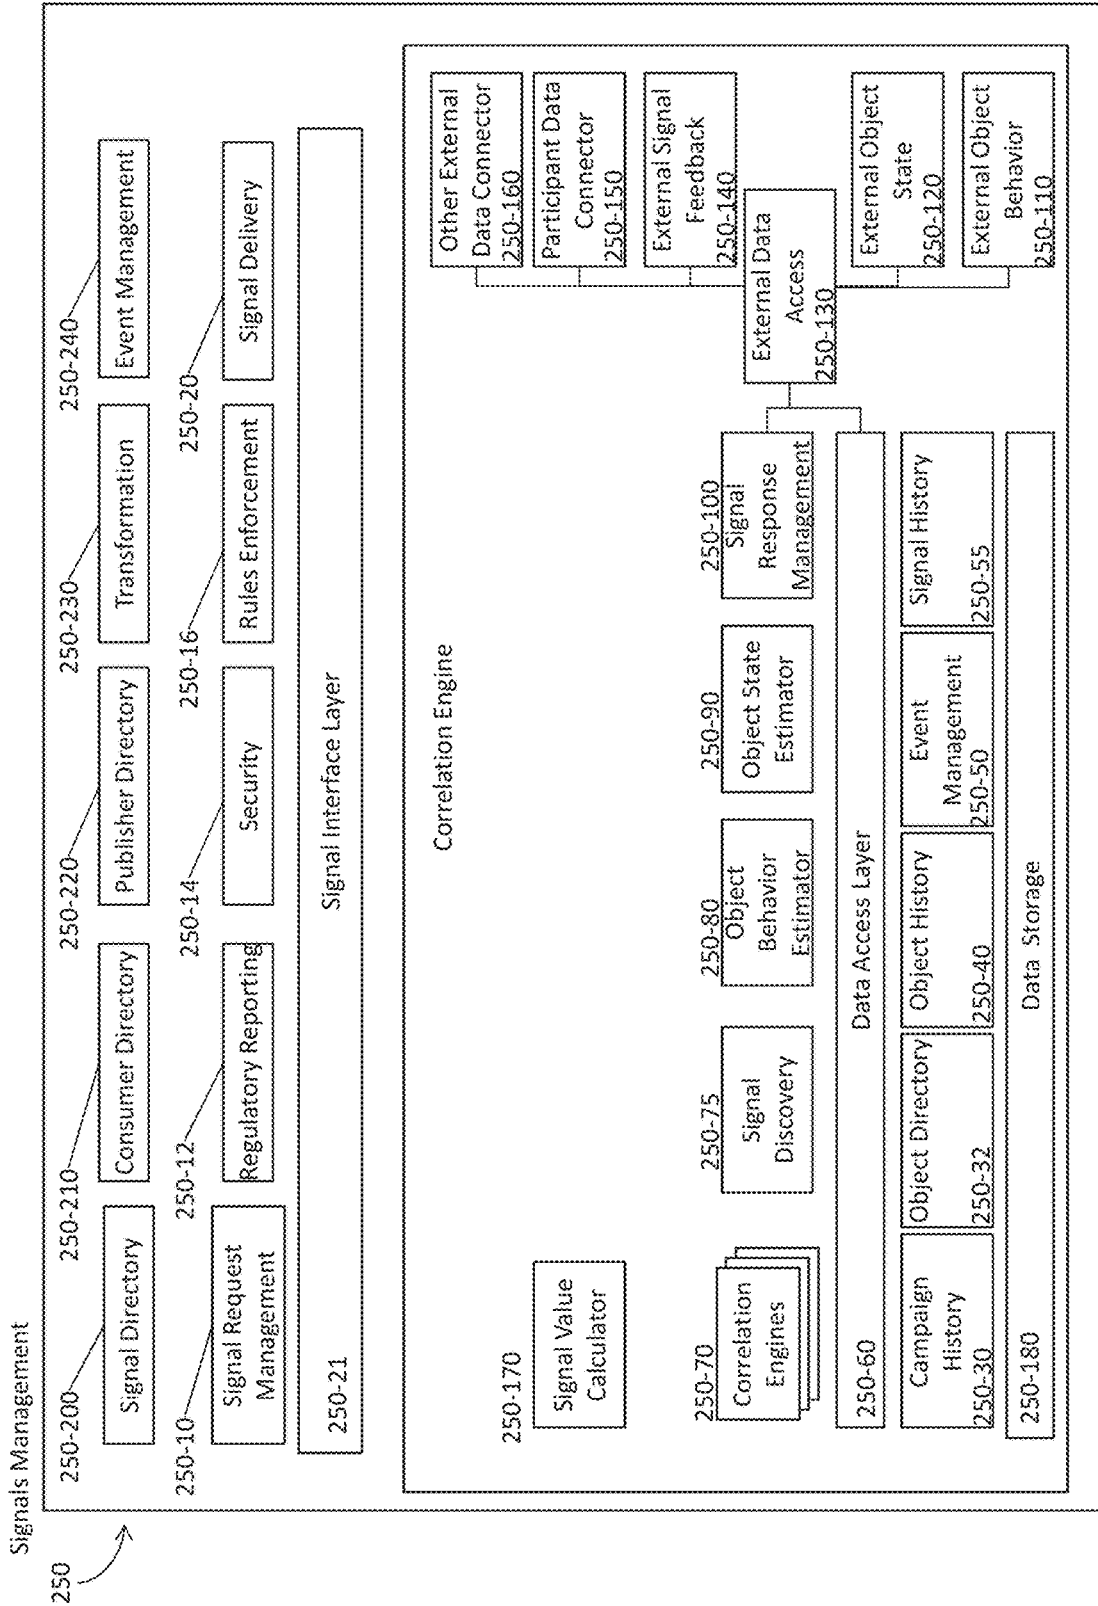 Signals Management
250
250-200
250-210
250-220
250-230
250-240
Signal Directory
Consumer Directory
Publisher Directory
Transformation
Event Management
250-10
250-12
250-14
250-16
250-20
Signal Request
Management
Regulatory Reporting
Security
Rules Enforcement
Signal Delivery
250-21
Signal Interface Layer
Correlation Engine
250-170
Signal Value
Calculator
250-70
Correlation
Engines
250-75
Signal
Discovery
250-80
Object
Behavior
Estimator
250-90
Object State
Estimator
250-100
Signal
Response
Management
Other External
Data Connector
250-160
Participant Data
Connector
250-150
External Signal
Feedback
250-140
External Data
Access
250-130
External Object
State
250-120
External Object
Behavior
250-110
250-60
Data Access Layer
Campaign
History
250-30
Object Directory
250-32
Object History
250-40
Event
Management
250-50
Signal History
250-55
250-180
Data Storage